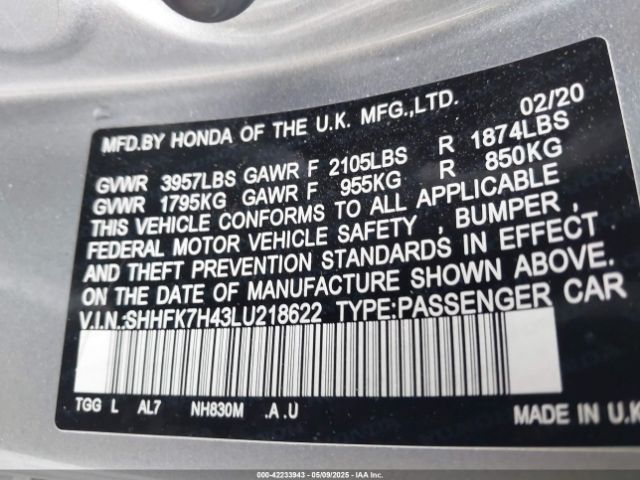 MFD.BY HONDA OF THE U.K. MFG.,LTD. 02/20
GVWR 3957LBS GAWR F 2105LBS R 1874LBS
GVWR 1795KG GAWR F 955KG R 850KG
THIS VEHICLE CONFORMS TO ALL APPLICABLE
FEDERAL MOTOR VEHICLE SAFETY , BUMPER ,
AND THEFT PREVENTION STANDARDS IN EFFECT
ON THE DATE OF MANUFACTURE SHOWN ABOVE.
V.I.N.:SHHFK7H43LU218622 TYPE:PASSENGER CAR
TGG L AL7 NH830M .A .U MADE IN U.K
000-42233943 | 05/09/2025 | IAA Inc.